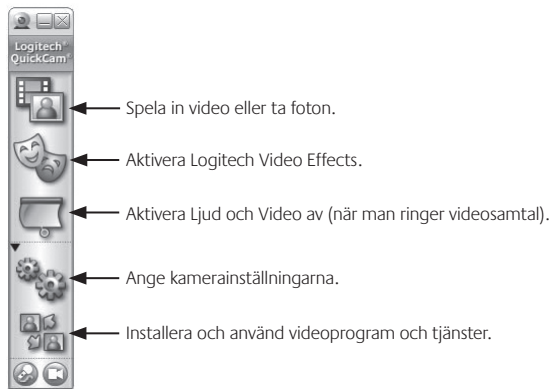 Logitech®
QuickCam®
Spela in video eller ta foton.
Aktivera Logitech Video Effects.
Aktivera Ljud och Video av (när man ringer videosamtal).
Ange kamerainställningarna.
Installera och använd videoprogram och tjänster.